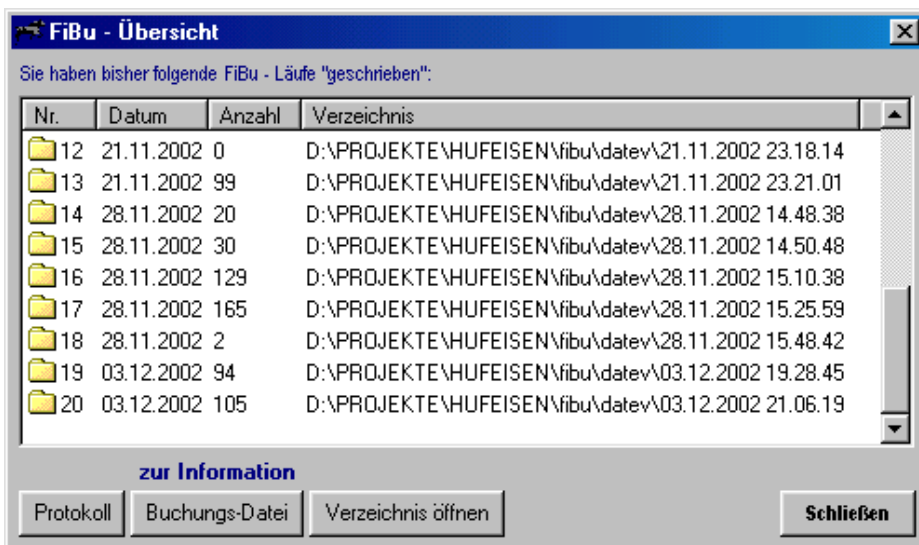 FiBu - Übersicht
Sie haben bisher folgende FiBu - Läufe "geschrieben":
Nr. Datum Anzahl Verzeichnis
12 21.11.2002 0 D:\PROJEKTE\HUFEISEN\fibu\datev\21.11.2002 23.18.14
13 21.11.2002 99 D:\PROJEKTE\HUFEISEN\fibu\datev\21.11.2002 23.21.01
14 28.11.2002 20 D:\PROJEKTE\HUFEISEN\fibu\datev\28.11.2002 14.48.38
15 28.11.2002 30 D:\PROJEKTE\HUFEISEN\fibu\datev\28.11.2002 14.50.48
16 28.11.2002 129 D:\PROJEKTE\HUFEISEN\fibu\datev\28.11.2002 15.10.38
17 28.11.2002 165 D:\PROJEKTE\HUFEISEN\fibu\datev\28.11.2002 15.25.59
18 28.11.2002 2 D:\PROJEKTE\HUFEISEN\fibu\datev\28.11.2002 15.48.42
19 03.12.2002 94 D:\PROJEKTE\HUFEISEN\fibu\datev\03.12.2002 19.28.45
20 03.12.2002 105 D:\PROJEKTE\HUFEISEN\fibu\datev\03.12.2002 21.06.19
zur Information
Protokoll Buchungs-Datei Verzeichnis öffnen Schließen